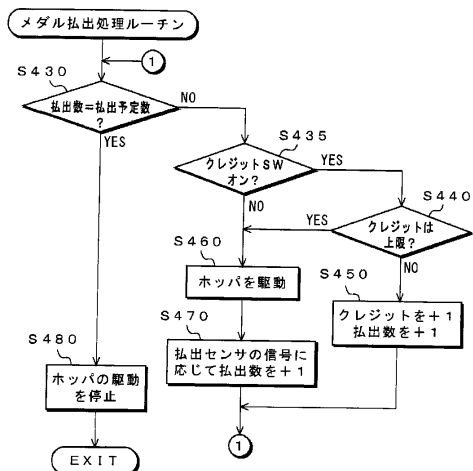 メダル払出処理ルーチン
1
S430
払出数=払出予定数
?
NO
YES
S435
クレジットSW
オン?
YES
NO
S440
クレジットは
上限?
YES
NO
S460
ホッパを駆動
S450
クレジットを+1
払出数を+1
S470
払出センサの信号に
応じて払出数を+1
S480
ホッパの駆動
を停止
1
EXIT